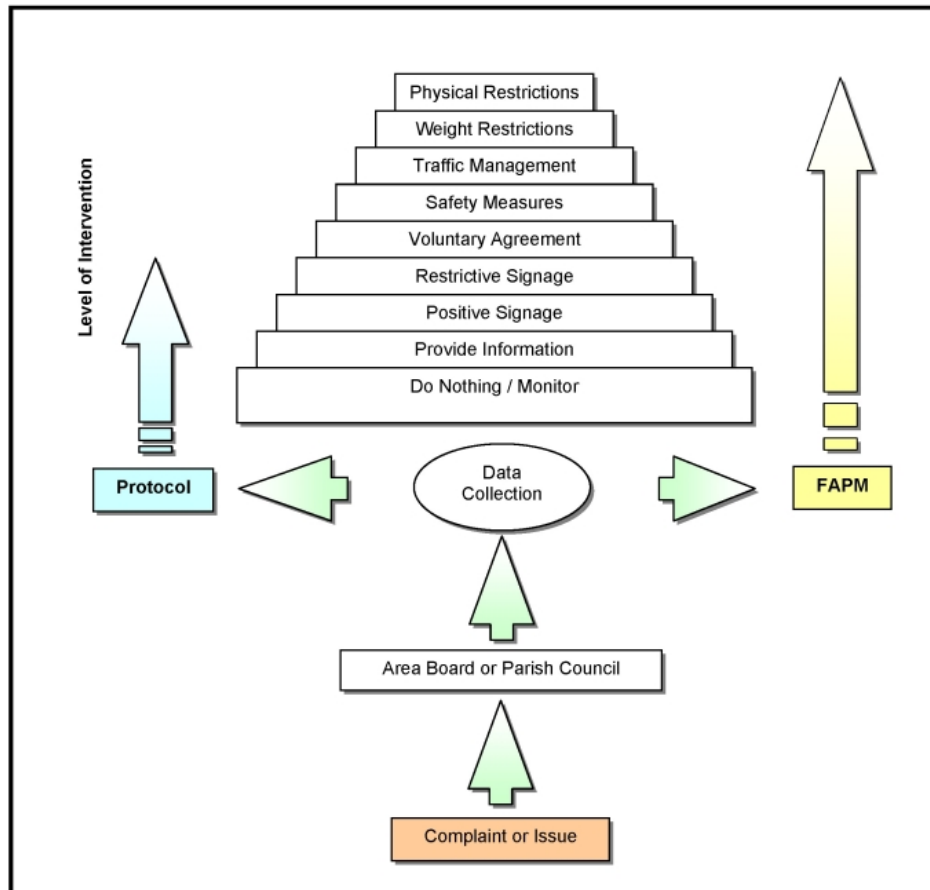 Physical Restrictions
Weight Restrictions
Traffic Management
Safety Measures
Voluntary Agreement
Restrictive Signage
Positive Signage
Provide Information
Do Nothing / Monitor
Level of Intervention
Protocol
Data
Collection
FAPM
Area Board or Parish Council
Complaint or Issue